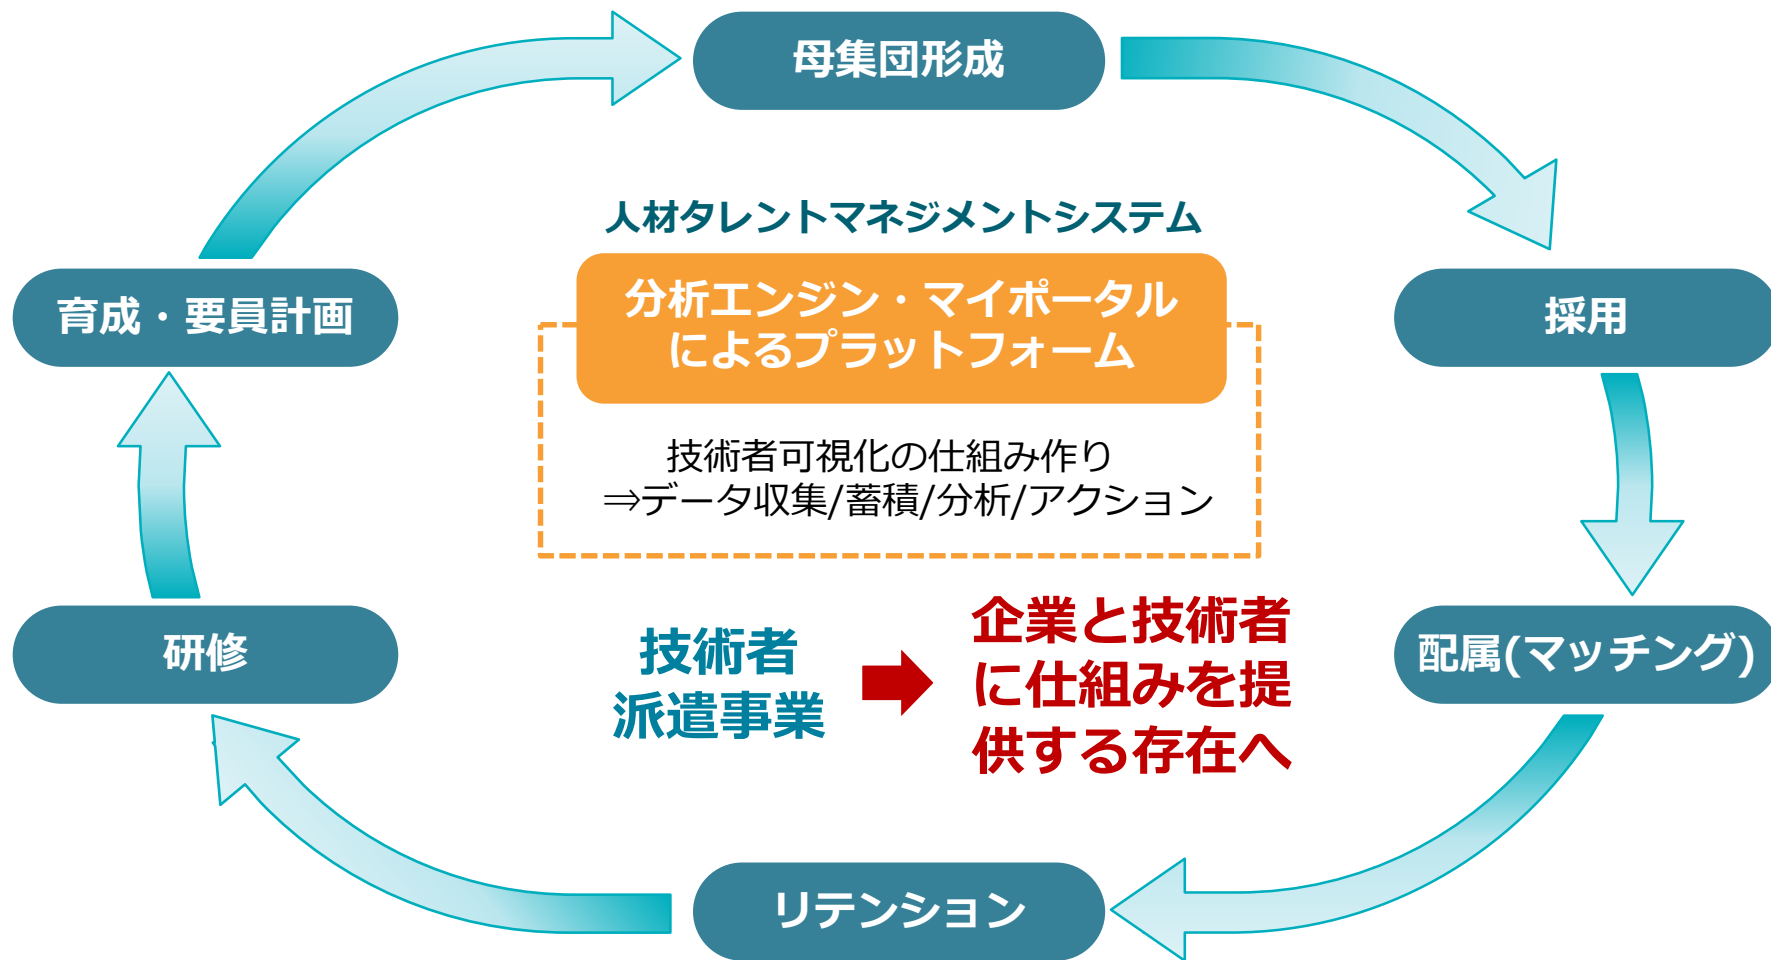 母集団形成
人材タレントマネジメントシステム
分析エンジン・マイポータル
によるプラットフォーム
育成・要員計画
採用
技術者可視化の仕組み作り
⇒データ収集/蓄積/分析/アクション
研修
技術者
派遣事業
企業と技術者
に仕組みを提
供する存在へ
配属(マッチング)
リテンション